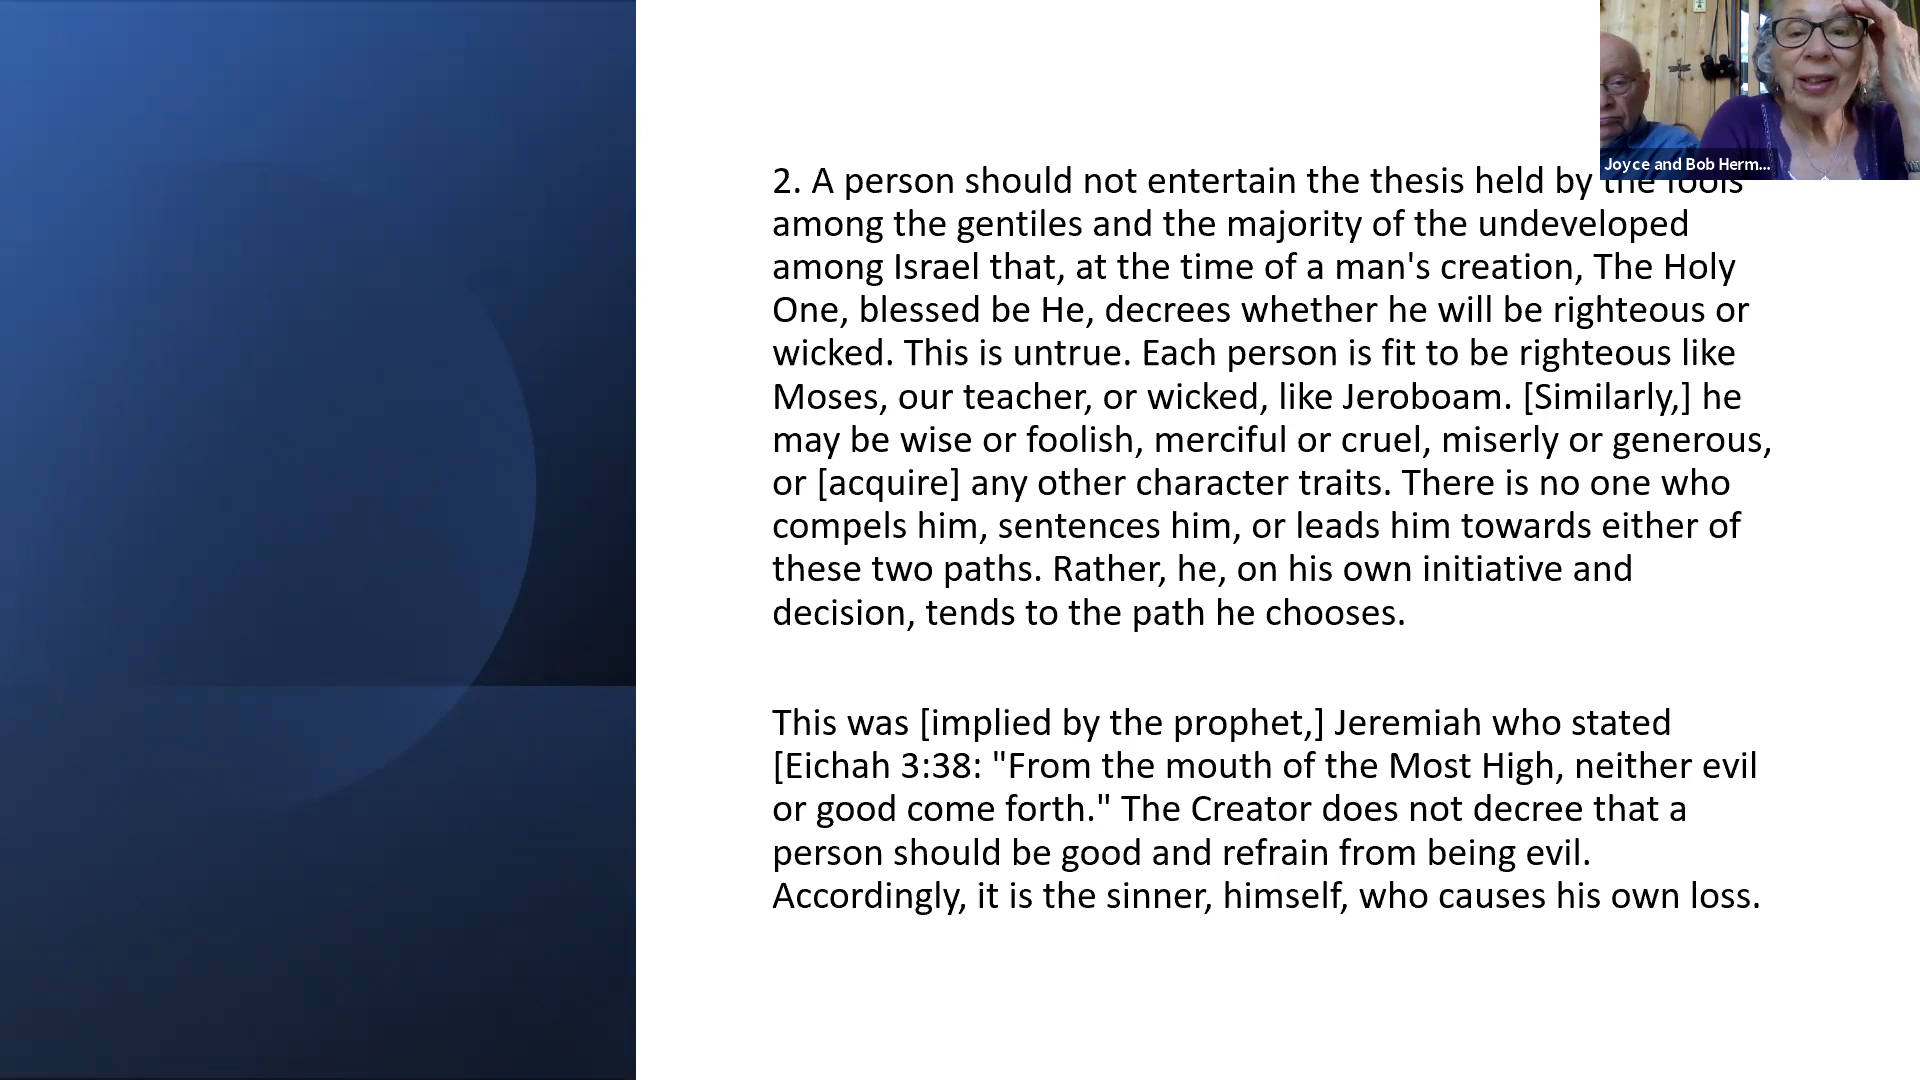 2. A person should not entertain the thesis held by the fools
among the gentiles and the majority of the undeveloped
among Israel that, at the time of a man's creation, The Holy
One, blessed be He, decrees whether he will be righteous or
wicked. This is untrue. Each person is fit to be righteous like
Moses, our teacher, or wicked, like Jeroboam. [Similarly,] he
may be wise or foolish, merciful or cruel, miserly or generous,
or [acquire] any other character traits. There is no one who
compels him, sentences him, or leads him towards either of
these two paths. Rather, he, on his own initiative and
decision, tends to the path he chooses.
This was [implied by the prophet,] Jeremiah who stated
[Eichah 3:38: "From the mouth of the Most High, neither evil
or good come forth." The Creator does not decree that a
person should be good and refrain from being evil.
Accordingly, it is the sinner, himself, who causes his own loss.
Joyce and Bob Herm...